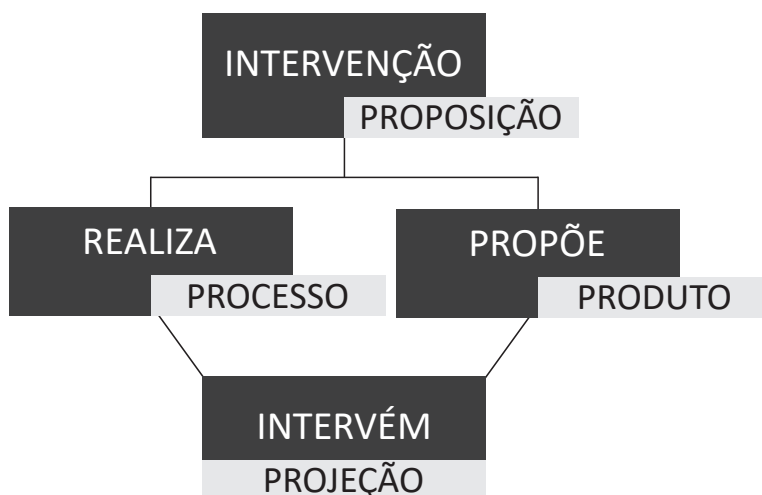 INTERVENÇÃO
PROPOSIÇÃO
REALIZA
PROCESSO
PROPÕE
PRODUTO
INTERVÉM
PROJEÇÃO